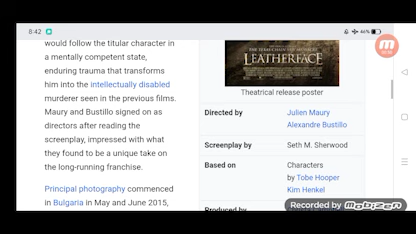 8:42
46%
would follow the titular character in
a mentally competent state,
enduring trauma that transforms
him into the intellectually disabled
murderer seen in the previous films.
Maury and Bustillo signed on as
directors after reading the
screenplay, impressed with what
they found to be a unique take on
the long-running franchise.
Principal photography commenced
in Bulgaria in May and June 2015,
LEATHERFACE
Theatrical release poster
Directed by
Julien Maury
Alexandre Bustillo
Screenplay by
Seth M. Sherwood
Based on
Characters
by Tobe Hooper
Kim Henkel
Produced by
Recorded by Mobizen